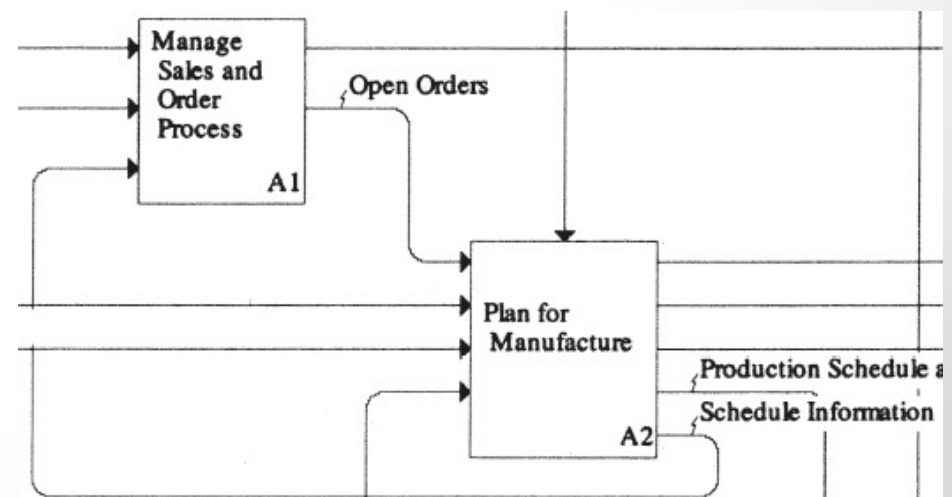 Manage
Sales and
Order
Process
A1
Open Orders
Plan for
Manufacture
A2
Production Schedule a
Schedule Information